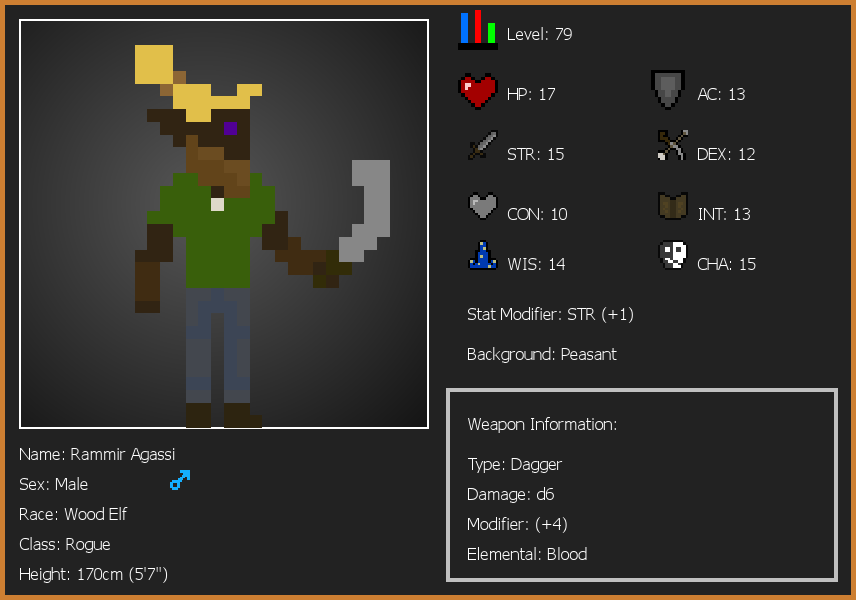 Level: 79
HP: 17
AC: 13
STR: 15
DEX: 12
CON: 10
INT: 13
WIS: 14
CHA: 15
Stat Modifier: STR (+1)
Background: Peasant
Weapon Information:
Type: Dagger
Damage: d6
Modifier: (+4)
Elemental: Blood
Name: Rammir Agassi
Sex: Male
Race: Wood Elf
Class: Rogue
Height: 170cm (5'7")